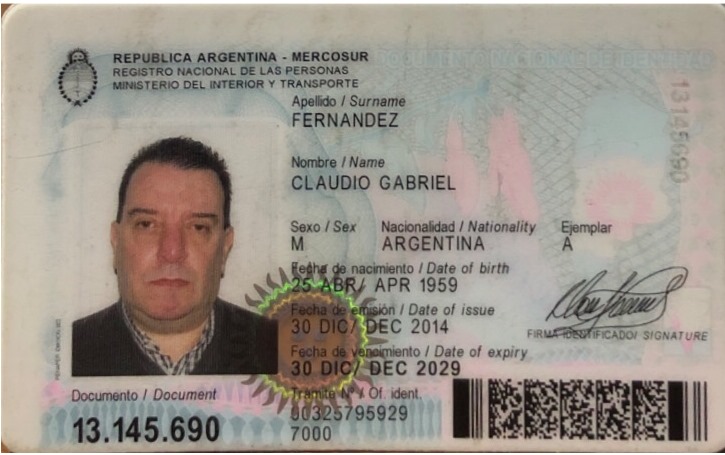 REPUBLICA ARGENTINA - MERCOSUR
REGISTRO NACIONAL DE LAS PERSONAS
MINISTERIO DEL INTERIOR Y TRANSPORTE
DOCUMENTO NACIONAL DE IDENTIDAD
Apellido / Surname
FERNANDEZ
Nombre / Name
CLAUDIO GABRIEL
Sexo / Sex Nacionalidad / Nationality Ejemplar
M ARGENTINA A
Fecha de nacimiento / Date of birth
25 ABR/ APR 1959
Fecha de emisión / Date of issue
30 DIC/ DEC 2014
FIRMA IDENTIFICADO/ SIGNATURE
Fecha de vencimiento / Date of expiry
30 DIC/ DEC 2029
Documento / Document
13.145.690
Tramite Nº / Of. ident.
00325795929
7000
13145690